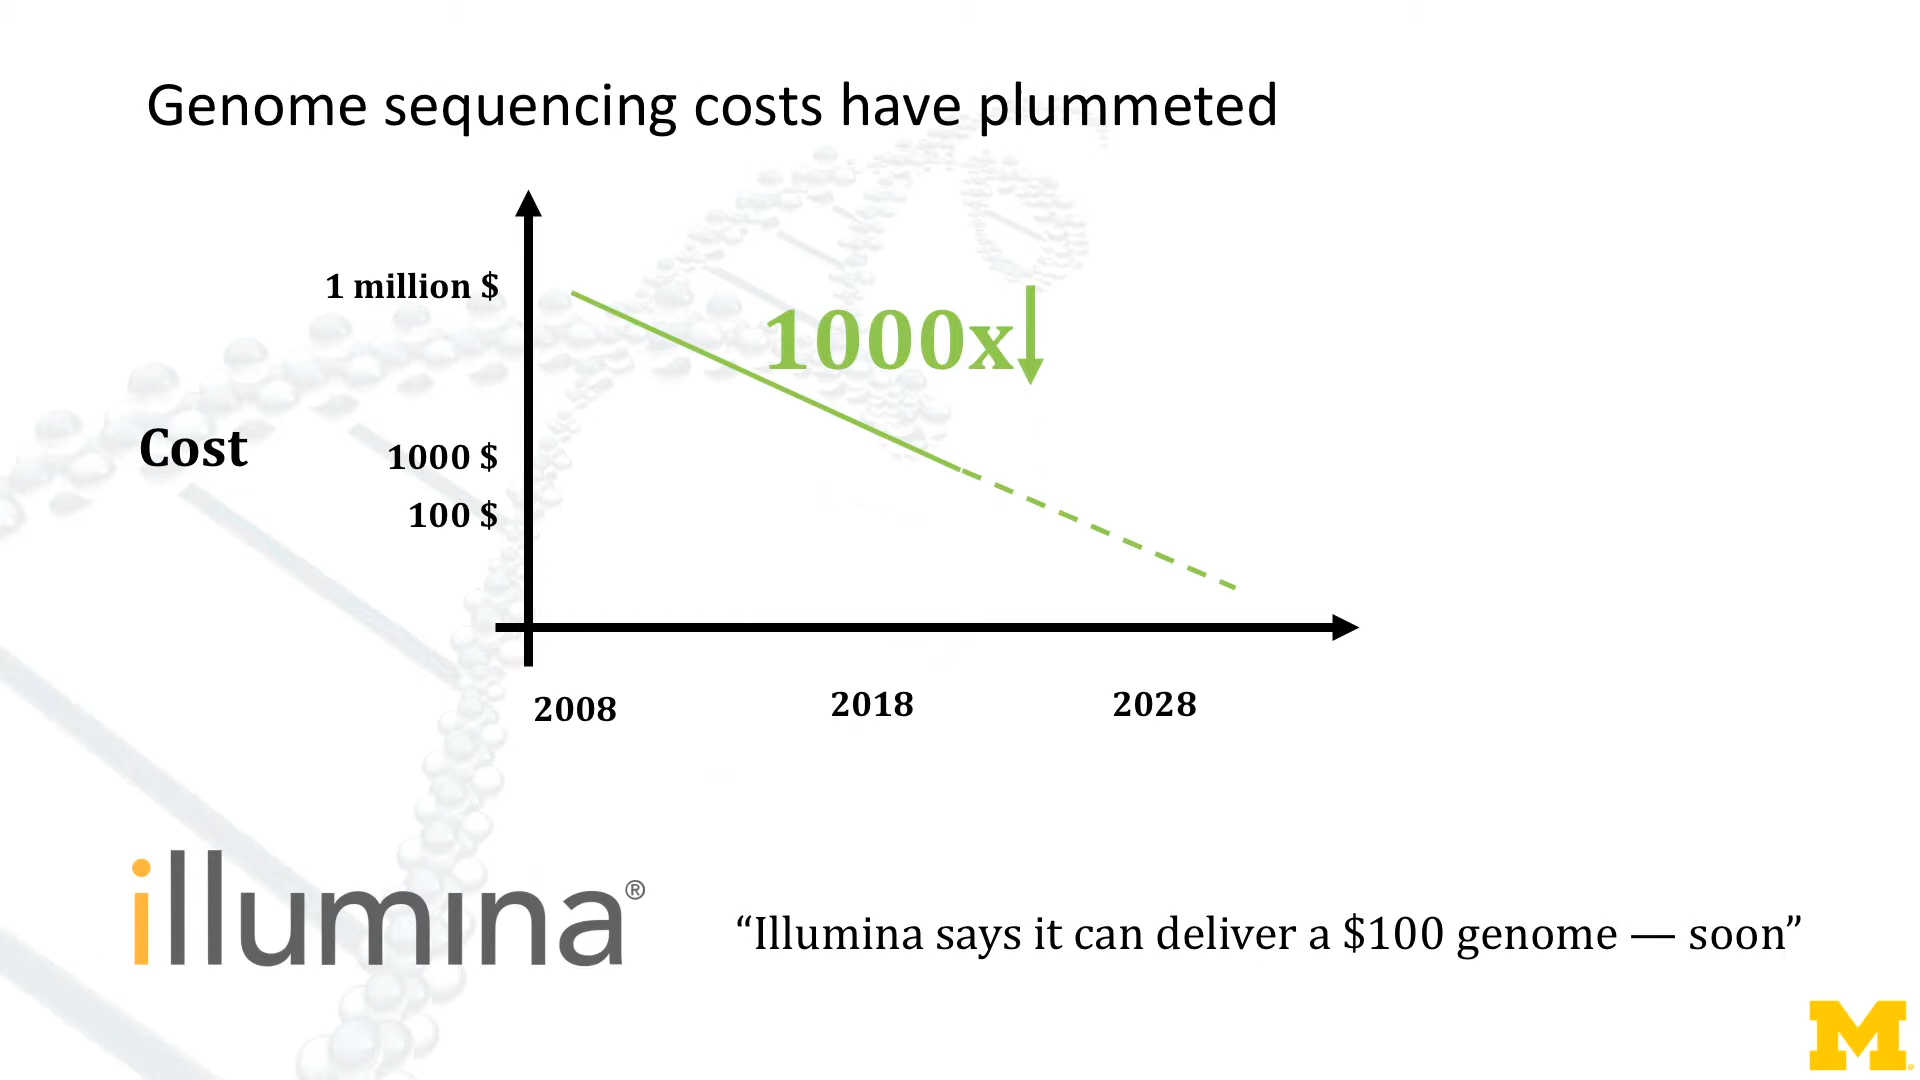 Genome sequencing costs have plummeted
1 million $
1000x
Cost
1000 $
100 $
2008
2018
2028
illumina®
“Illumina says it can deliver a $100 genome — soon”
M